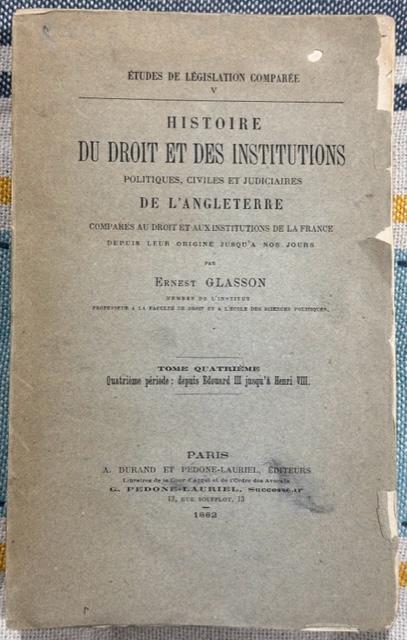 ÉTUDES DE LÉGISLATION COMPARÉE
V
HISTOIRE
DU DROIT ET DES INSTITUTIONS
POLITIQUES, CIVILES ET JUDICIAIRES
DE L'ANGLETERRE
COMPARÉS AU DROIT ET AUX INSTITUTIONS DE LA FRANCE
DEPUIS LEUR ORIGINE JUSQU'A NOS JOURS
PAR
ERNEST GLASSON
MEMBRE DE L'INSTITUT
PROFESSEUR A LA FACULTÉ DE DROIT ET A L'ÉCOLE DES SCIENCES POLITIQUES.
TOME QUATRIÈME
Quatrième période : depuis Edouard III jusqu'à Henri VIII.
PARIS
A. DURAND ET PEDONE-LAURIEL, ÉDITEURS
Libraires de la Cour d'Appel et de l'Ordre des Avocats
G. PEDONE-LAURIEL, Successeur
13, RUE SOUFFLOT, 13
1882